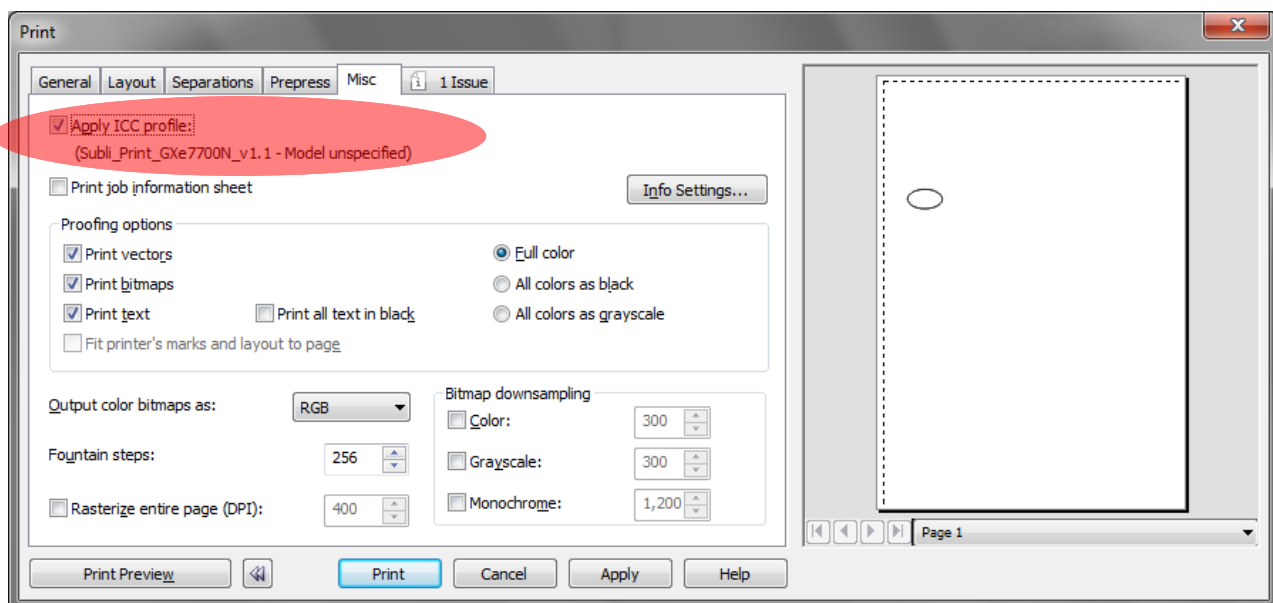 Print
X
General Layout Separations Prepress Misc 1 Issue
Apply ICC profile:
(Subli_Print_GXe7700N_v1.1 - Model unspecified)
Print job information sheet
Info Settings...
Proofing options
Print vectors
Full color
Print bitmaps
All colors as black
Print text
Print all text in black
All colors as grayscale
Fit printer's marks and layout to page
Output color bitmaps as: RGB
Bitmap downsampling
Color: 300
Fountain steps: 256
Grayscale: 300
Rasterize entire page (DPI): 400
Monochrome: 1,200
Page 1
Print Preview
Print
Cancel
Apply
Help